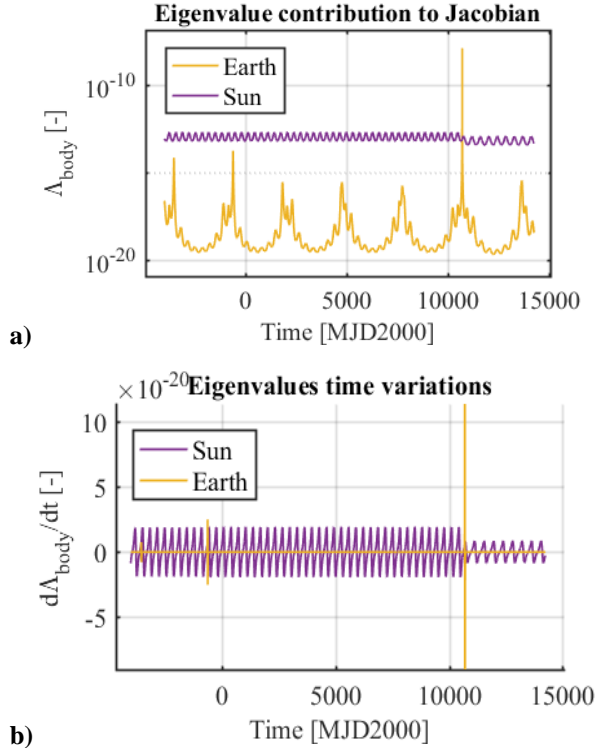 Eigenvalue contribution to Jacobian
Earth
Sun
10^-10
10^-20
Λ_body [-]
0 5000 10000 15000
Time [MJD2000]
a)
×10^-20
Eigenvalues time variations
Sun
Earth
10
5
0
-5
dΛ_body/dt [-]
0 5000 10000 15000
Time [MJD2000]
b)